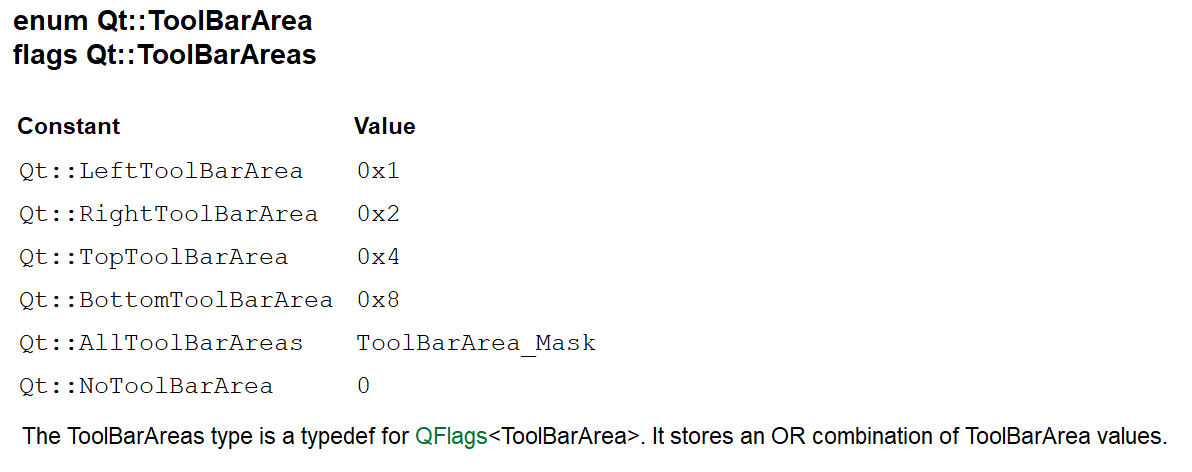 enum Qt::ToolBarArea
flags Qt::ToolBarAreas
Constant Value
Qt::LeftToolBarArea 0x1
Qt::RightToolBarArea 0x2
Qt::TopToolBarArea 0x4
Qt::BottomToolBarArea 0x8
Qt::AllToolBarAreas ToolBarArea_Mask
Qt::NoToolBarArea 0
The ToolBarAreas type is a typedef for QFlags<ToolBarArea>. It stores an OR combination of ToolBarArea values.